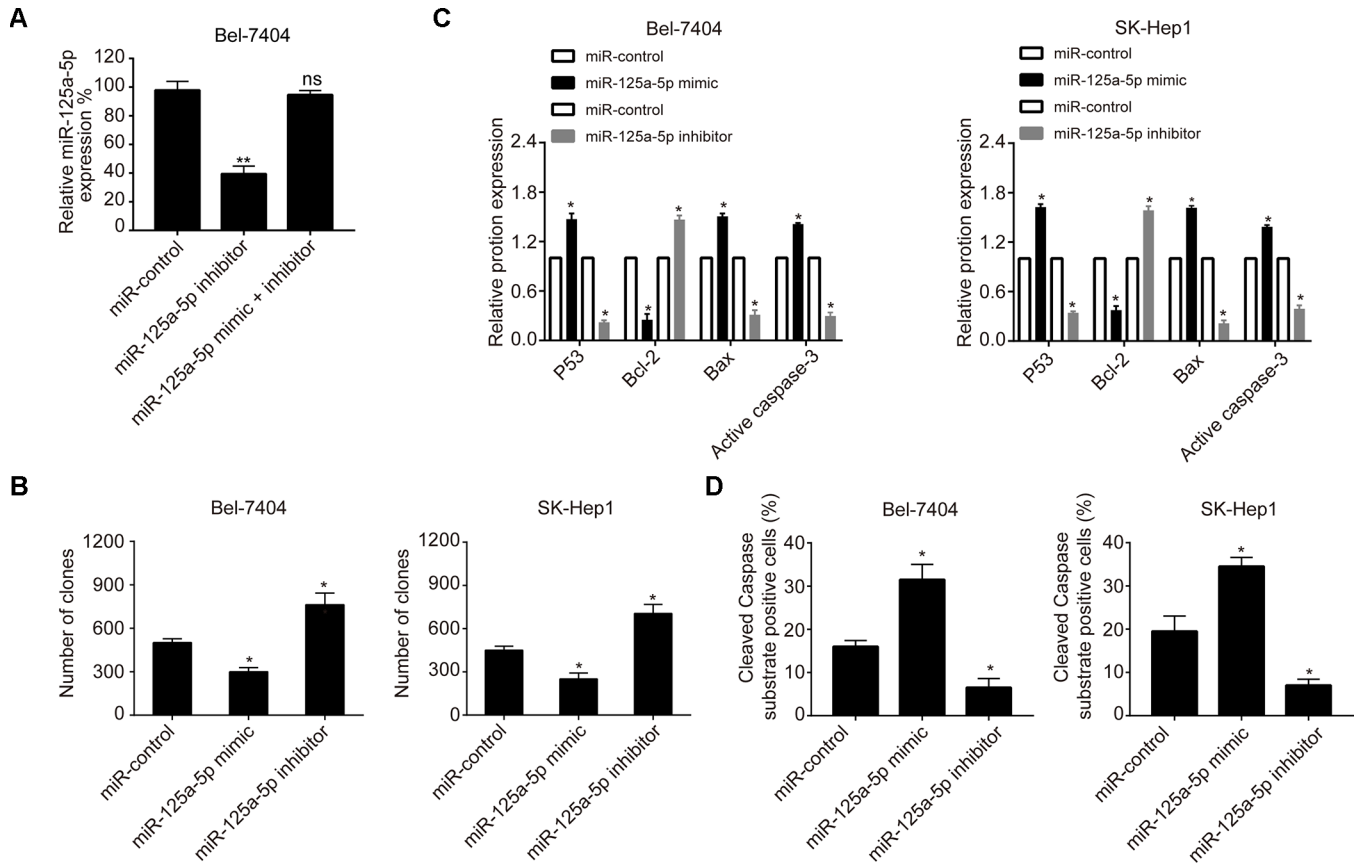 A
Bel-7404
Relative miR-125a-5p
expression %
120
100
80
60
40
20
0
**
ns
miR-control
miR-125a-5p inhibitor
miR-125a-5p mimic + inhibitor
C
Bel-7404
miR-control
miR-125a-5p mimic
miR-control
miR-125a-5p inhibitor
Relative protion expression
2.4
1.8
1.2
0.6
0.0
* * * * * * * *
P53
Bcl-2
Bax
Active caspase-3
SK-Hep1
miR-control
miR-125a-5p mimic
miR-control
miR-125a-5p inhibitor
Relative protion expression
2.4
1.8
1.2
0.6
0.0
* * * * * * * *
P53
Bcl-2
Bax
Active caspase-3
B
Bel-7404
Number of clones
1200
900
600
300
0
* *
miR-control
miR-125a-5p mimic
miR-125a-5p inhibitor
SK-Hep1
Number of clones
1200
900
600
300
0
* *
miR-control
miR-125a-5p mimic
miR-125a-5p inhibitor
D
Bel-7404
Cleaved Caspase
substrate positive cells (%)
40
30
20
10
0
* *
miR-control
miR-125a-5p mimic
miR-125a-5p inhibitor
SK-Hep1
Cleaved Caspase
substrate positive cells (%)
40
30
20
10
0
* *
miR-control
miR-125a-5p mimic
miR-125a-5p inhibitor